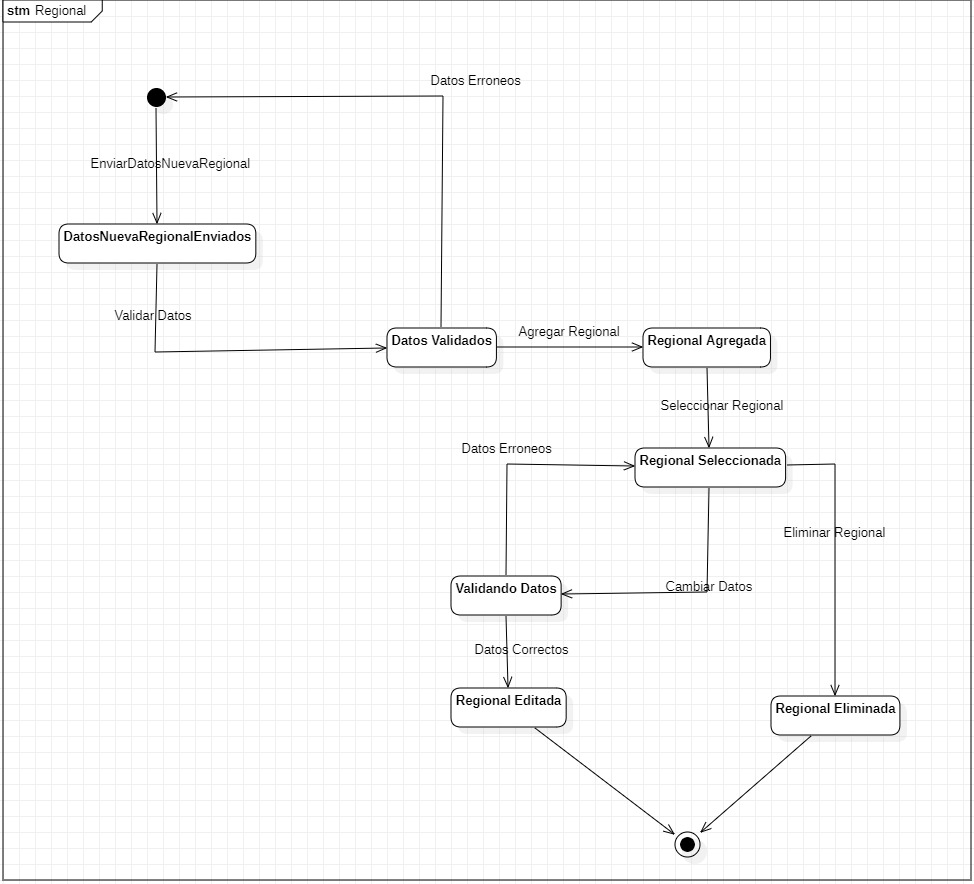 stm Regional
Datos Erroneos
EnviarDatosNuevaRegional
DatosNuevaRegionalEnviados
Validar Datos
Datos Validados
Agregar Regional
Regional Agregada
Seleccionar Regional
Datos Erroneos
Regional Seleccionada
Eliminar Regional
Validando Datos
Cambiar Datos
Datos Correctos
Regional Editada
Regional Eliminada